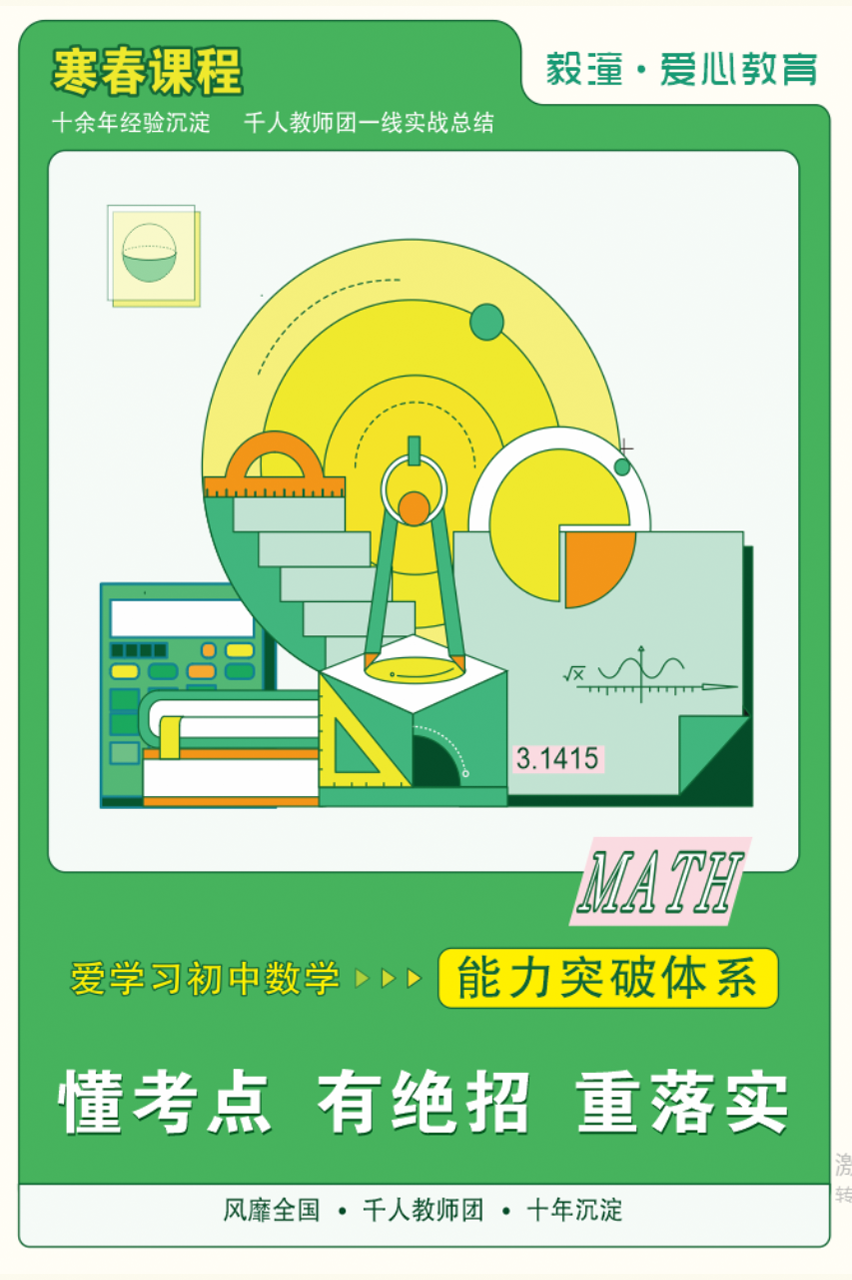 寒春课程
毅潼·爱心教育
十余年经验沉淀 千人教师团一线实战总结
√x
3.1415
MATH
爱学习初中数学
能力突破体系
懂考点 有绝招 重落实
激
转
风靡全国 • 千人教师团 • 十年沉淀